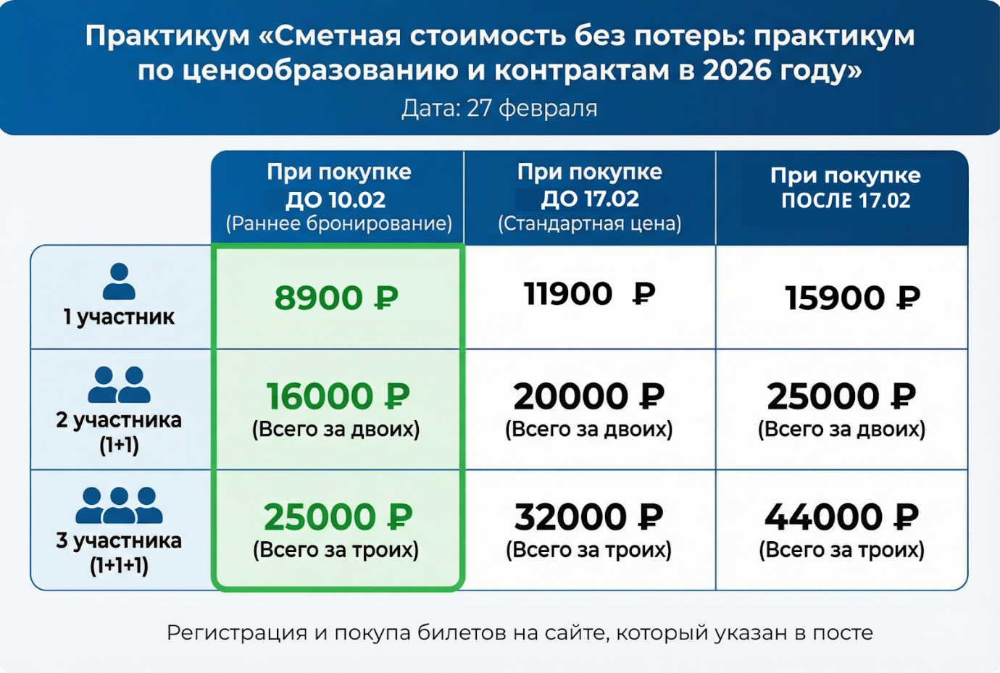 Практикум «Сметная стоимость без потерь: практикум
по ценообразованию и контрактам в 2026 году»
Дата: 27 февраля
При покупке
ДО 10.02
(Раннее бронирование)
При покупке
ДО 17.02
(Стандартная цена)
При покупке
ПОСЛЕ 17.02
1 участник
8900 ₽
11900 ₽
15900 ₽
2 участника
(1+1)
16000 ₽
(Всего за двоих)
20000 ₽
(Всего за двоих)
25000 ₽
(Всего за двоих)
3 участника
(1+1+1)
25000 ₽
(Всего за троих)
32000 ₽
(Всего за троих)
44000 ₽
(Всего за троих)
Регистрация и покупа билетов на сайте, который указан в посте